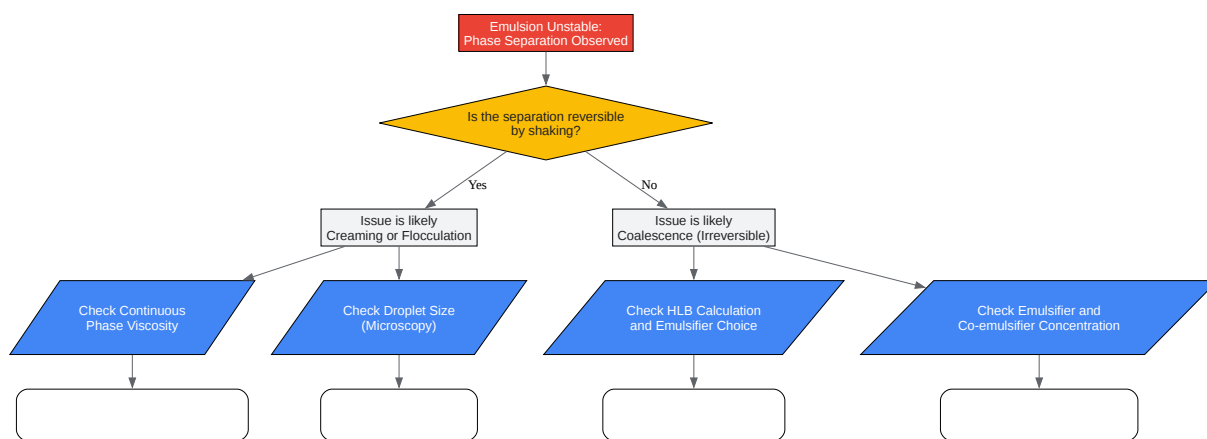 Emulsion Unstable:
Phase Separation Observed
Is the separation reversible
by shaking?
Yes
No
Issue is likely
Creaming or Flocculation
Issue is likely
Coalescence (Irreversible)
Check Continuous
Phase Viscosity
Check Droplet Size
(Microscopy)
Check HLB Calculation
and Emulsifier Choice
Check Emulsifier and
Co-emulsifier Concentration